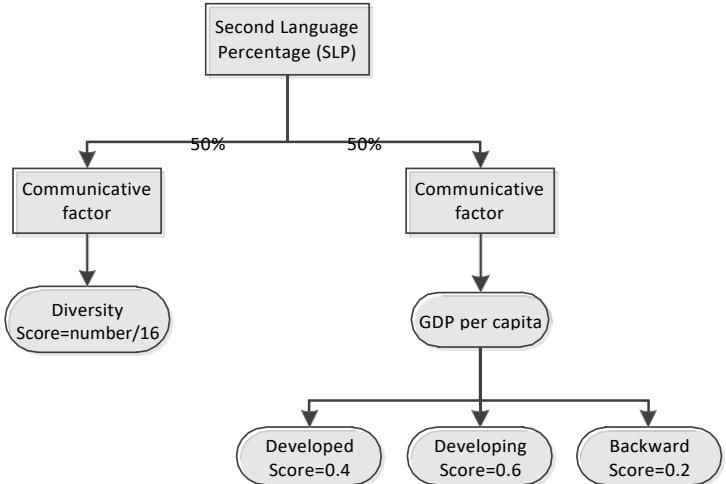 Second Language
Percentage (SLP)
50%
50%
Communicative
factor
Communicative
factor
Diversity
Score=number/16
GDP per capita
Developed
Score=0.4
Developing
Score=0.6
Backward
Score=0.2